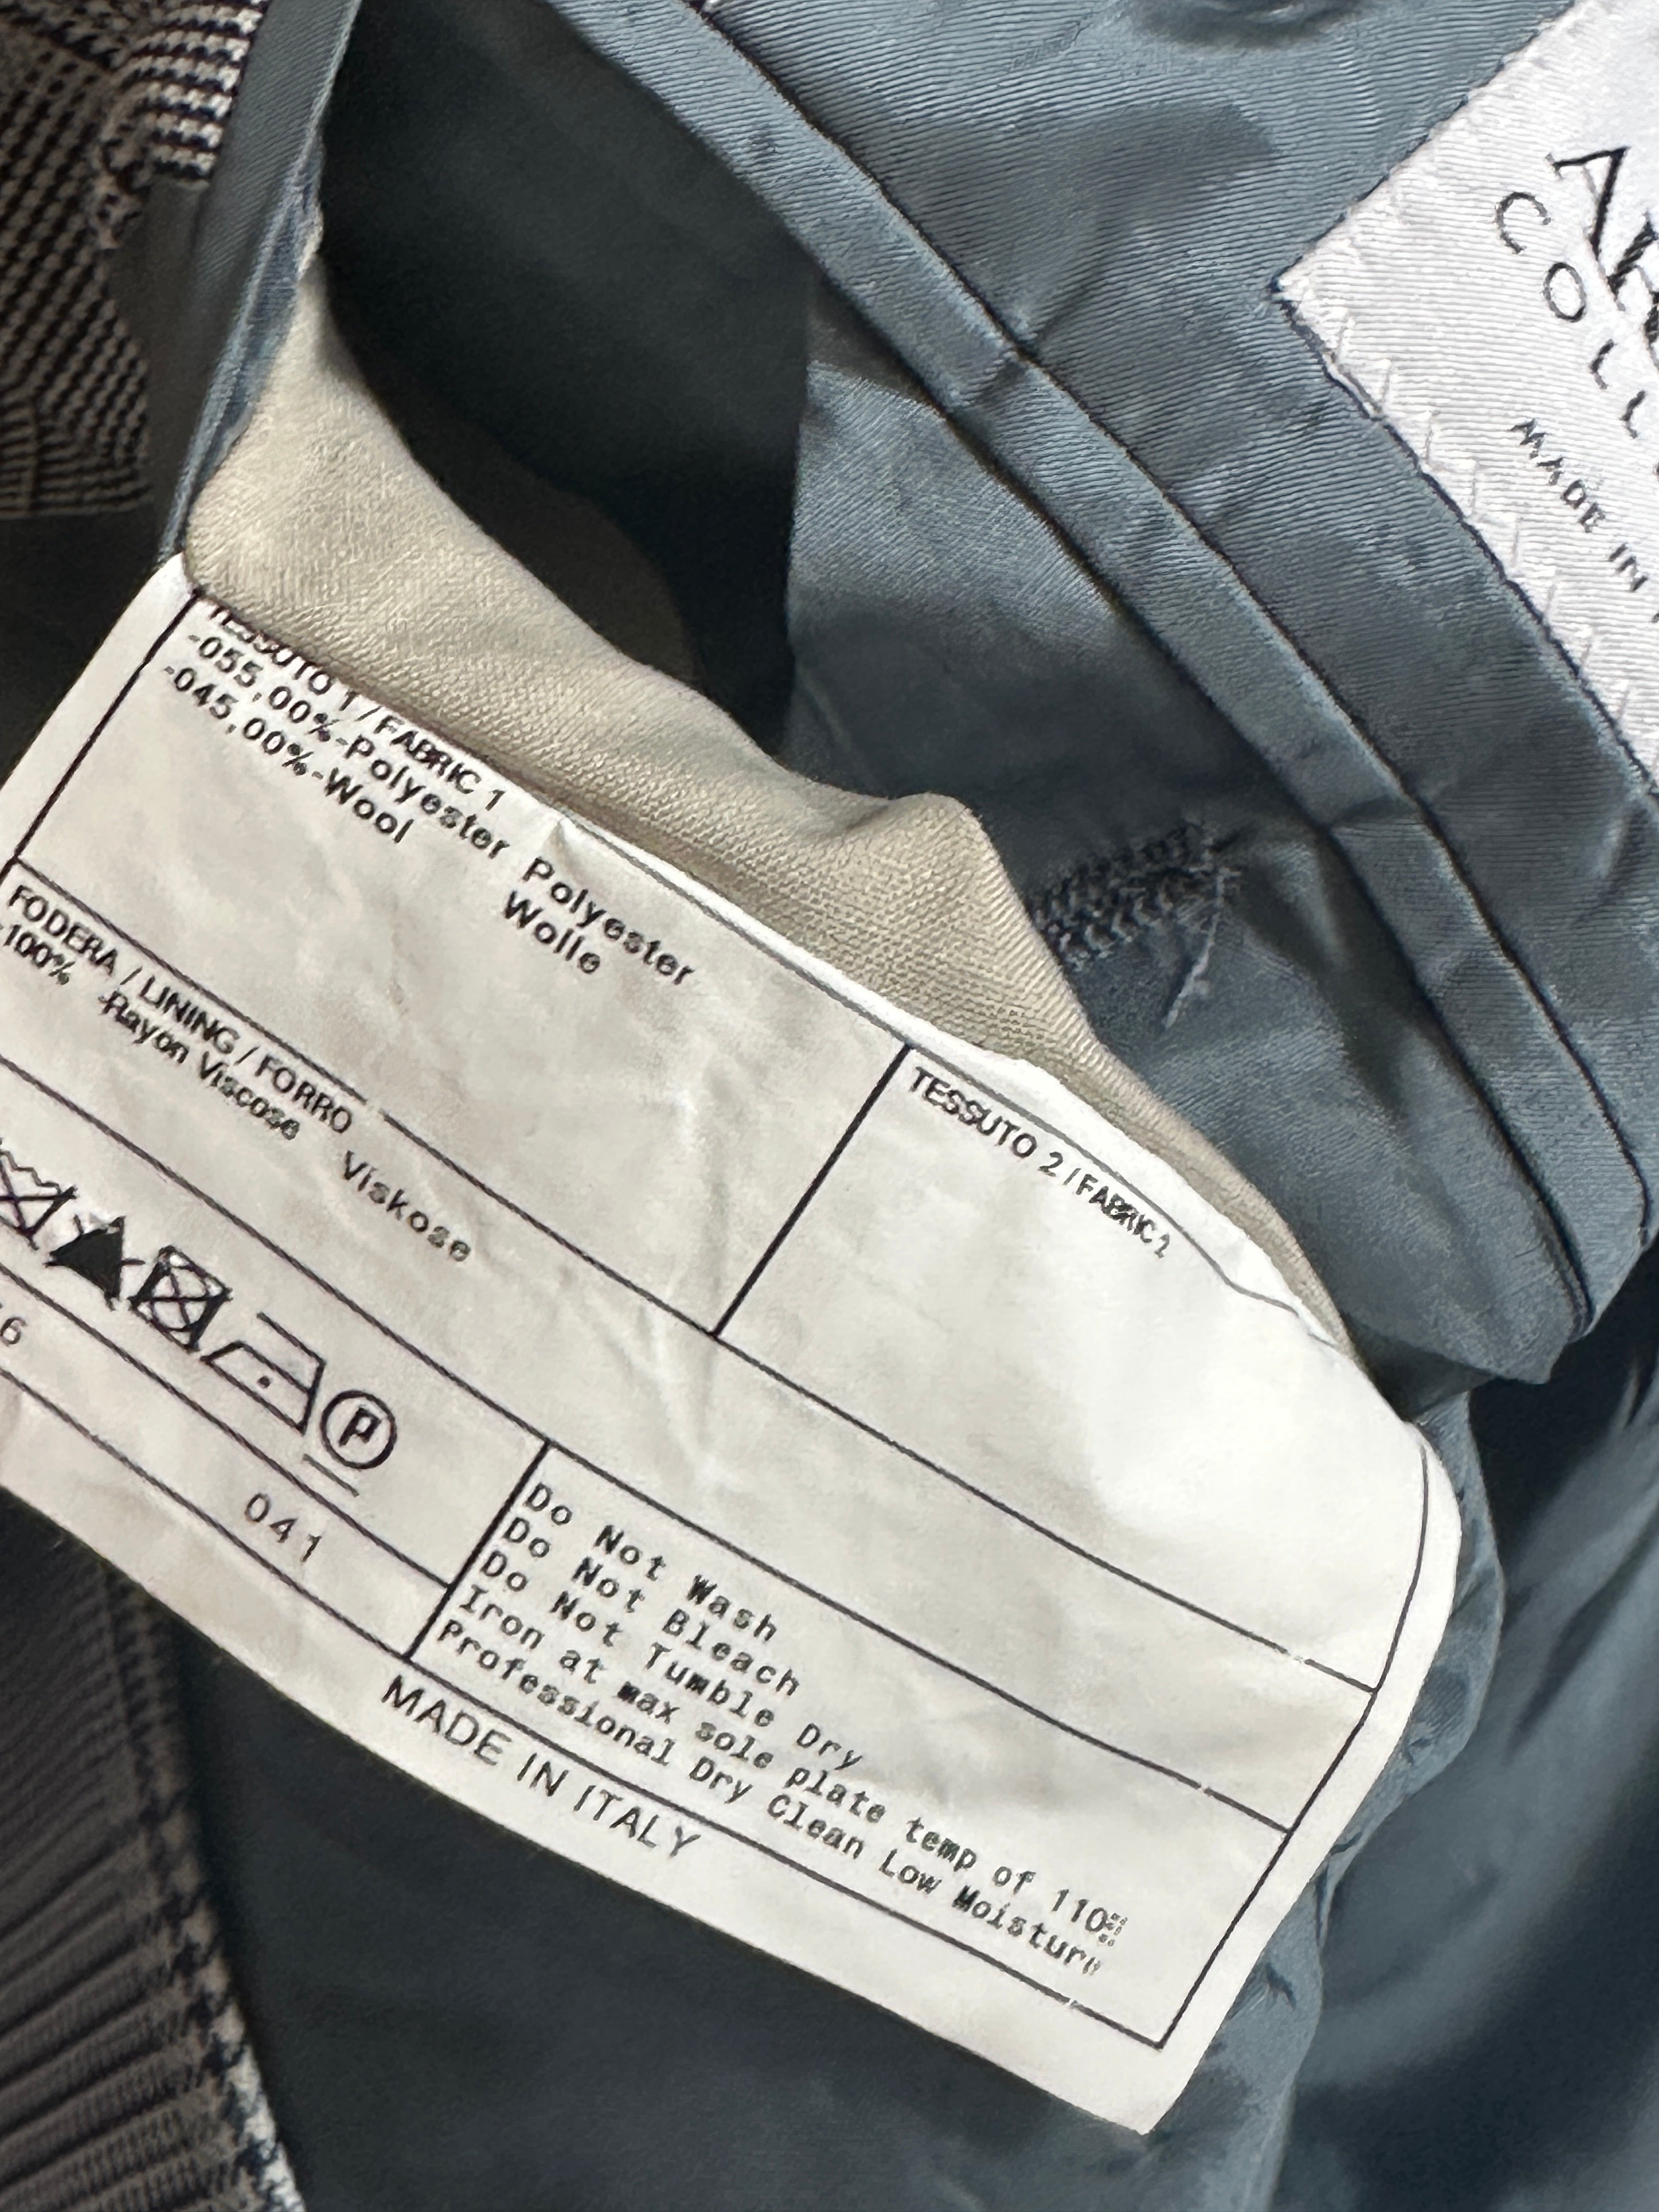 COLL
MADE IN
TESSUTO 1 / FABRIC 1
-055,00%-Polyester Polyester
-045,00%-Wool Wolle
TESSUTO 2 / FABRIC 2
FODERA / LINING / FORRO
-100% -Rayon Viscose Viskose
P
6
041
Do Not Wash
Do Not Bleach
Do Not Tumble Dry
Iron at max sole plate temp of 110
Professional Dry Clean Low Moisture
MADE IN ITALY